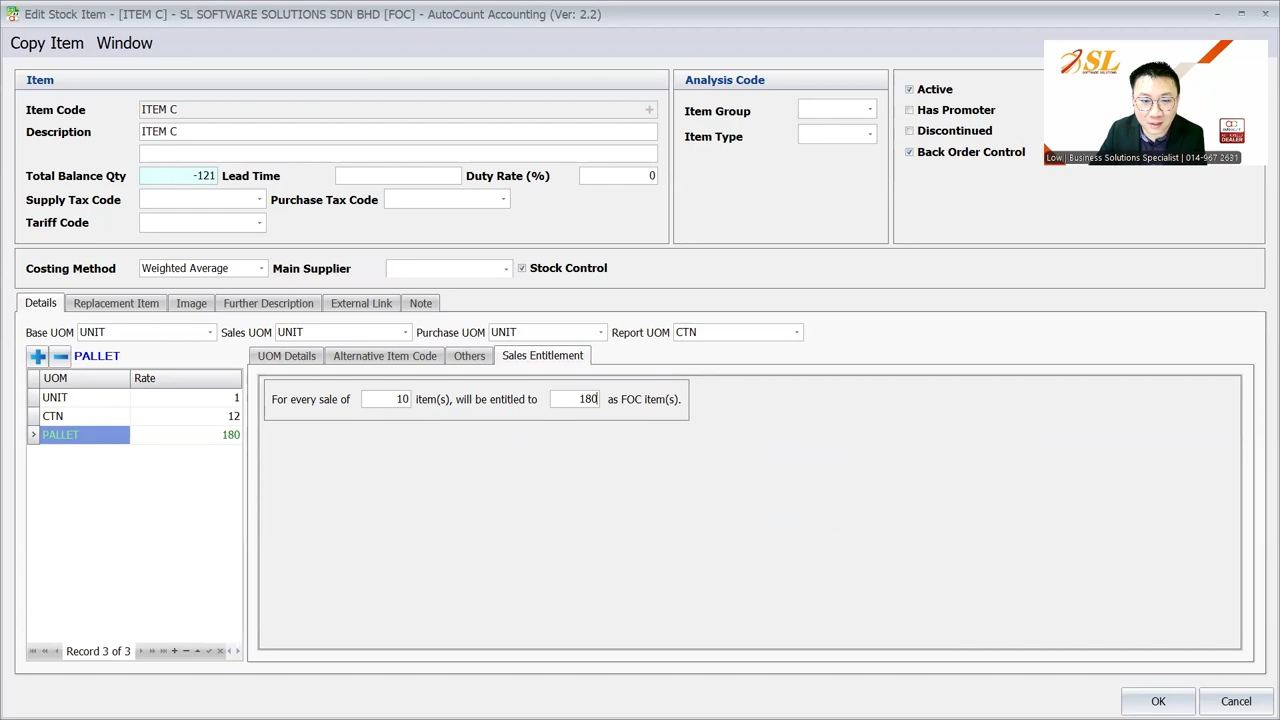 Edit Stock Item - [ITEM C] - SL SOFTWARE SOLUTIONS SDN BHD [FOC] - AutoCount Accounting (Ver: 2.2)
Copy Item Window
Item
Item Code ITEM C
Description ITEM C
Total Balance Qty -121 Lead Time Duty Rate (%) 0
Supply Tax Code Purchase Tax Code
Tariff Code
Analysis Code
Item Group
Item Type
Active
Has Promoter
Discontinued
Back Order Control
SL
SOFTWARE SOLUTIONS
DEALER
Low | Business Solutions Specialist | 014-967 2631
Costing Method Weighted Average Main Supplier Stock Control
Details Replacement Item Image Further Description External Link Note
Base UOM UNIT Sales UOM UNIT Purchase UOM UNIT Report UOM CTN
PALLET
UOM Details Alternative Item Code Others Sales Entitlement
UOM Rate
UNIT 1
CTN 12
PALLET 180
For every sale of 10 item(s), will be entitled to 180 as FOC item(s).
Record 3 of 3
OK Cancel